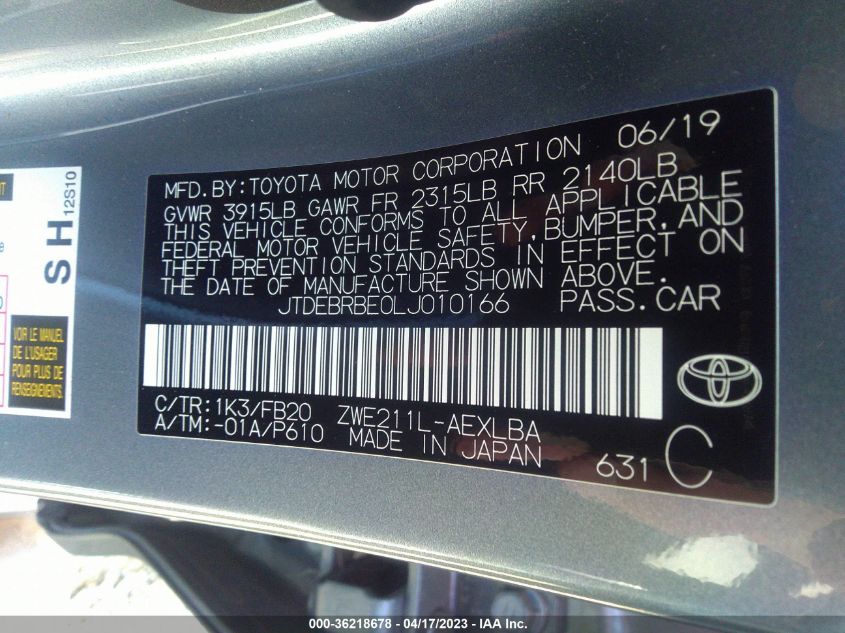 06/19
MFD. BY: TOYOTA MOTOR CORPORATION
GVWR 3915LB GAWR FR 2315LB RR 2140LB
THIS VEHICLE CONFORMS TO ALL APPLICABLE
FEDERAL MOTOR VEHICLE SAFETY, BUMPER, AND
THEFT PREVENTION STANDARDS IN EFFECT ON
THE DATE OF MANUFACTURE SHOWN ABOVE.
JTDEBRBE0LJ010166 PASS. CAR
C/TR: 1K3/FB20 ZWE211L-AEXLBA
A/TM: -01A/P610 MADE IN JAPAN
631 C
SH
12S10
VOIR LE MANUEL
DE L'USAGER
POUR PLUS DE
RENSEIGNEMENTS.
000-36218678 - 04/17/2023 - IAA Inc.